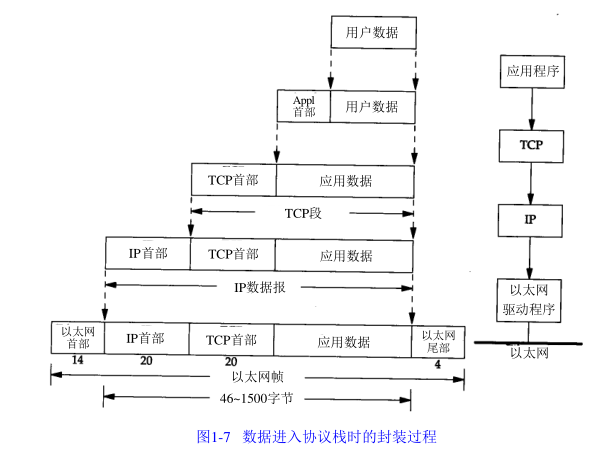 用户数据
应用程序
Appl
首部
用户数据
TCP
TCP首部
应用数据
TCP段
IP
IP首部
TCP首部
应用数据
IP数据报
以太网
驱动程序
以太网
首部
IP首部
TCP首部
应用数据
以太网
尾部
以太网
14
20
20
4
以太网帧
46~1500字节
图1-7 数据进入协议栈时的封装过程